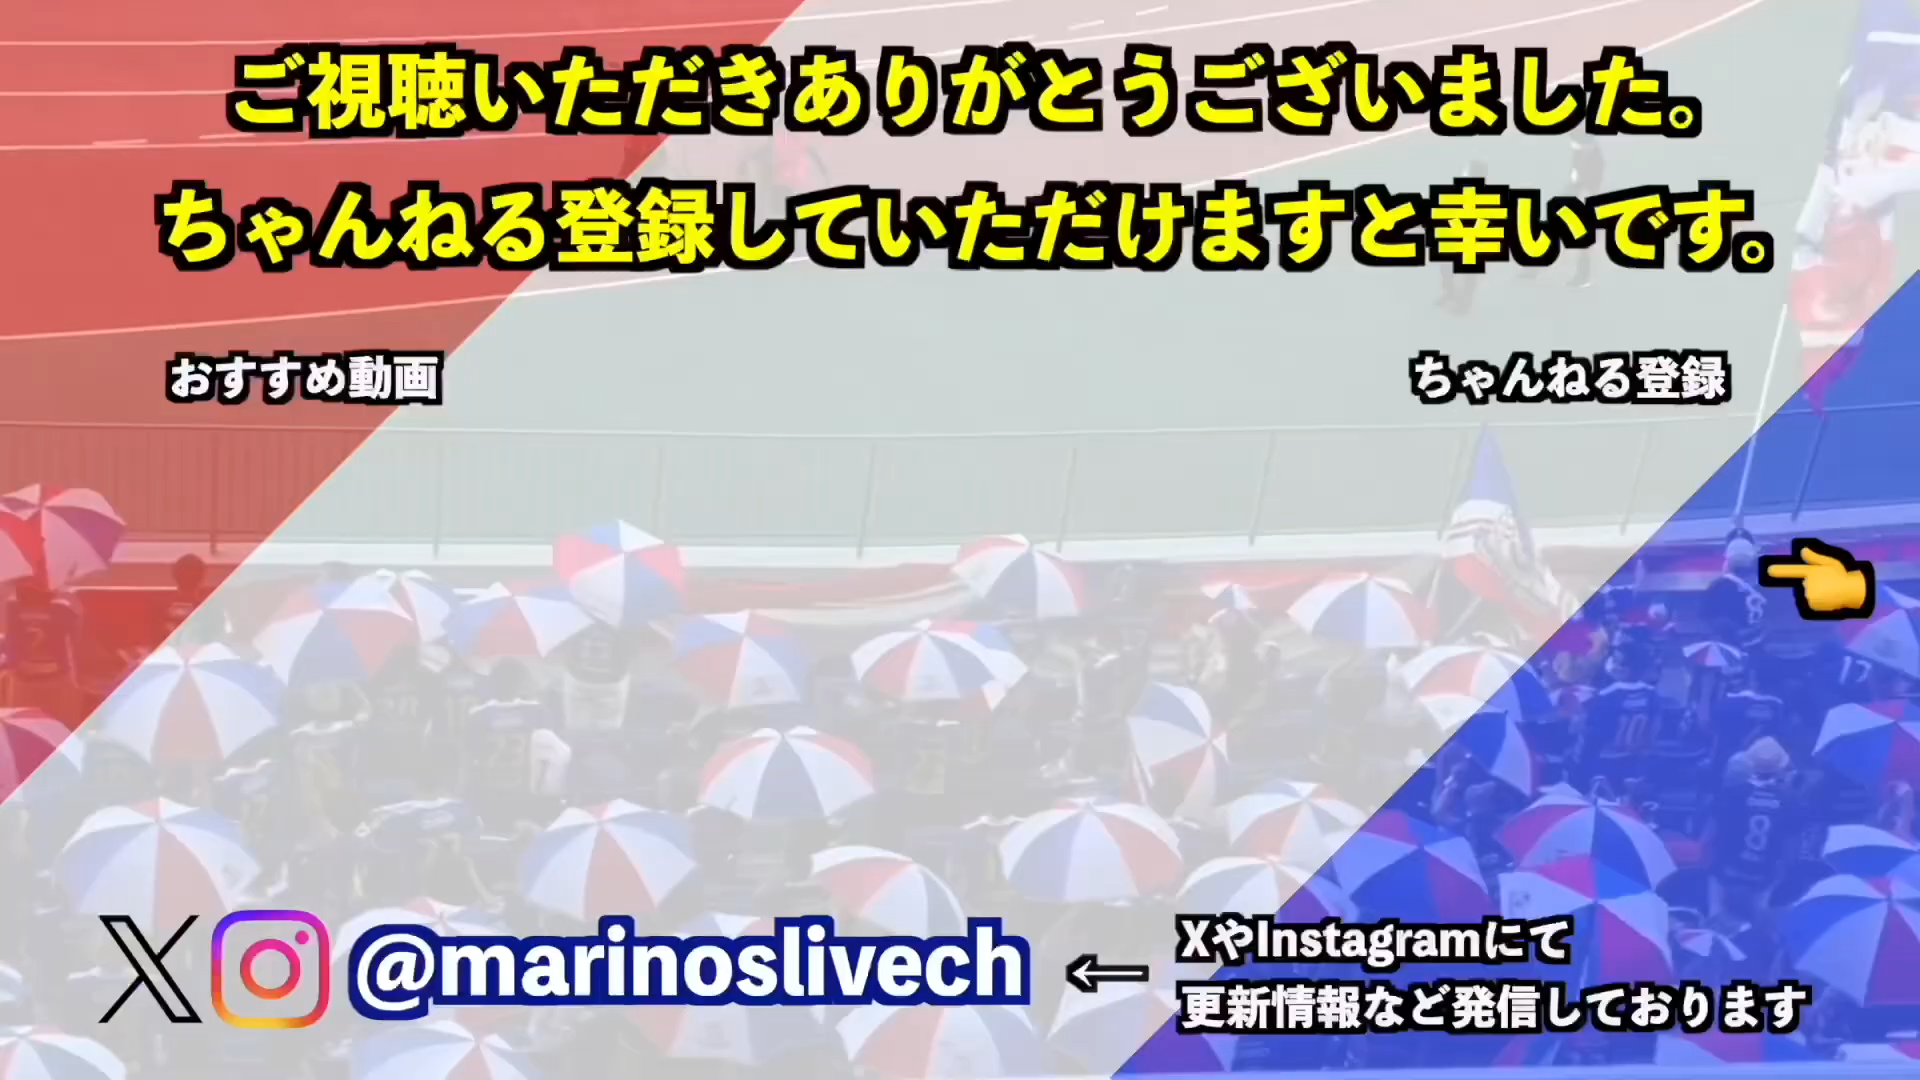 ご視聴いただきありがとうございました。
ちゃんねる登録していただけますと幸いです。
おすすめ動画
ちゃんねる登録
@marinoslivech
←
XやInstagramにて
更新情報など発信しております